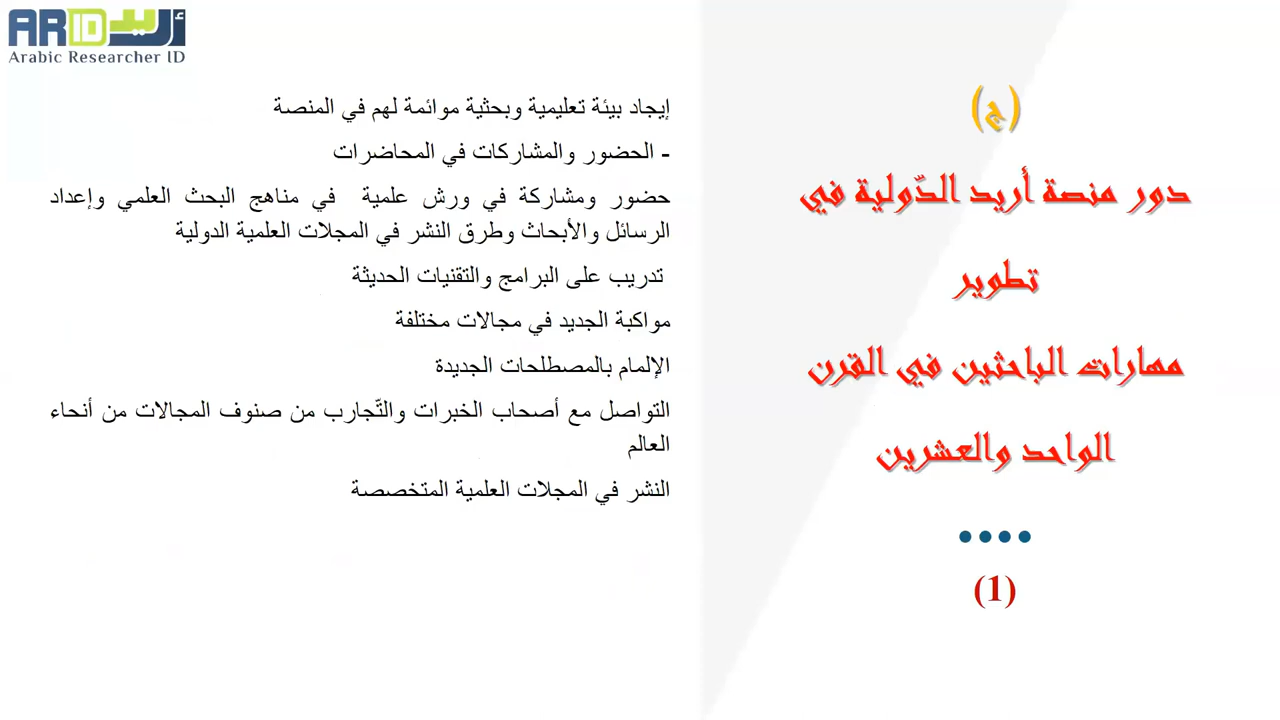 ARID أريد
Arabic Researcher ID
(ج)
دور منصة أريد الدّولية في
تطوير
مهارات الباحثين في القرن
الواحد والعشرين
(1)
إيجاد بيئة تعليمية وبحثية موائمة لهم في المنصة
- الحضور والمشاركات في المحاضرات
حضور ومشاركة في ورش علمية في مناهج البحث العلمي وإعداد
الرسائل والأبحاث وطرق النشر في المجلات العلمية الدولية
تدريب على البرامج والتقنيات الحديثة
مواكبة الجديد في مجالات مختلفة
الإلمام بالمصطلحات الجديدة
التواصل مع أصحاب الخبرات والتّجارب من صنوف المجالات من أنحاء
العالم
النشر في المجلات العلمية المتخصصة